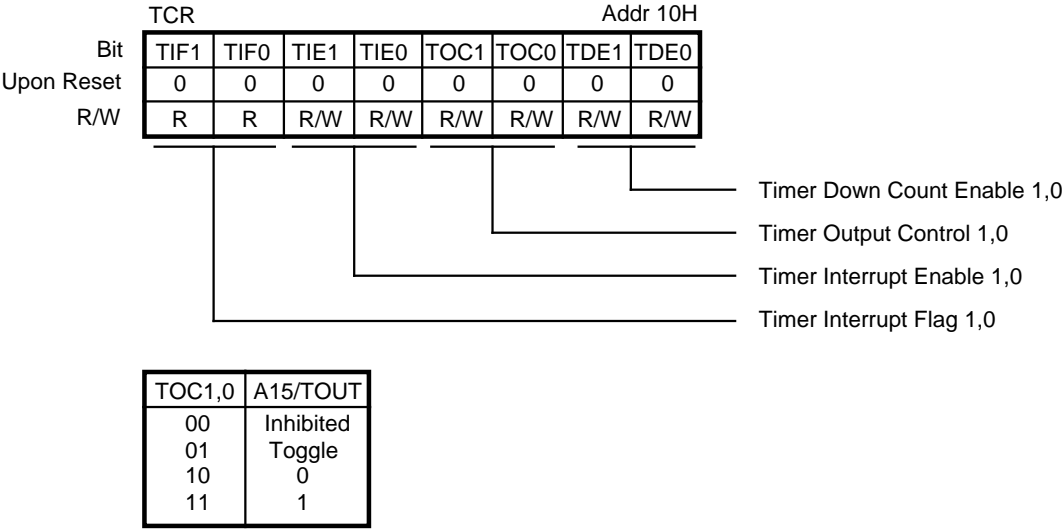 TCR Addr 10H
Bit TIF1 TIF0 TIE1 TIE0 TOC1 TOC0 TDE1 TDE0
Upon Reset 0 0 0 0 0 0 0 0
R/W R R R/W R/W R/W R/W R/W R/W
Timer Down Count Enable 1,0
Timer Output Control 1,0
Timer Interrupt Enable 1,0
Timer Interrupt Flag 1,0
TOC1,0 A15/TOUT
00 Inhibited
01 Toggle
10 0
11 1